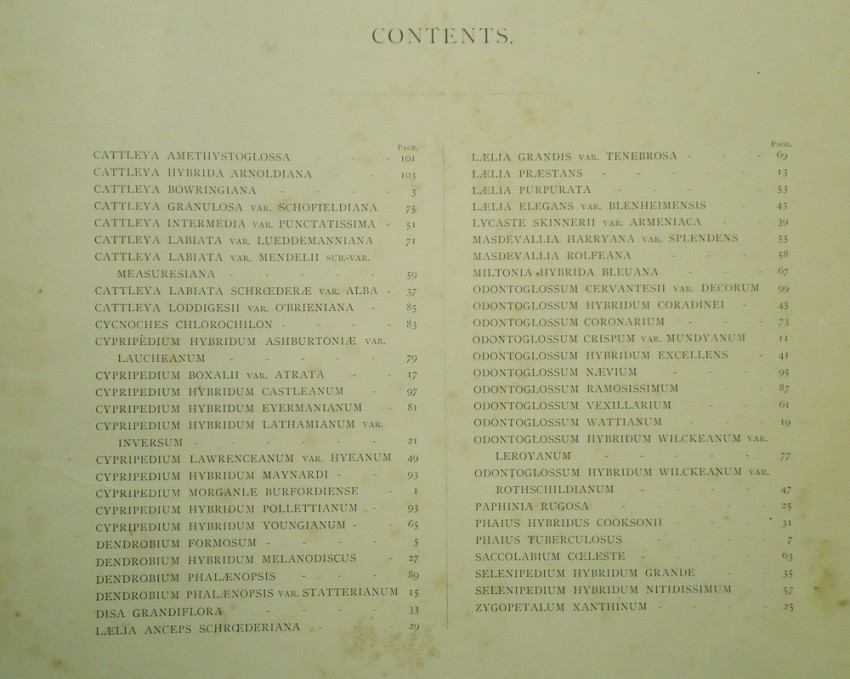 CONTENTS.
PAGE.
CATTLEYA AMETHYSTOGLOSSA - - - 101
CATTLEYA HYBRIDA ARNOLDIANA - - 103
CATTLEYA BOWRINGIANA - - - - 3
CATTLEYA GRANULOSA VAR. SCHOFIELDIANA 75
CATTLEYA INTERMEDIA VAR. PUNCTATISSIMA - 51
CATTLEYA LABIATA VAR. LUEDDEMANNIANA 71
CATTLEYA LABIATA VAR. MENDELII SUB-VAR.
MEASURESIANA - - - - - 59
CATTLEYA LABIATA SCHRŒDERÆ VAR. ALBA - 37
CATTLEYA LODDIGESII VAR. O'BRIENIANA - 85
CYCNOCHES CHLOROCHILON - - - - 83
CYPRIPEDIUM HYBRIDUM ASHBURTONIÆ VAR.
LAUCHEANUM - - - - - 79
CYPRIPEDIUM BOXALII VAR. ATRATA - - 17
CYPRIPEDIUM HYBRIDUM CASTLEANUM - 97
CYPRIPEDIUM HYBRIDUM EYERMANIANUM - 81
CYPRIPEDIUM HYBRIDUM LATHAMIANUM VAR.
INVERSUM - - - - - - 21
CYPRIPEDIUM LAWRENCEANUM VAR. HYEANUM 49
CYPRIPEDIUM HYBRIDUM MAYNARDI - - 93
CYPRIPEDIUM MORGANIÆ BURFORDIENSE - 1
CYPRIPEDIUM HYBRIDUM POLLETTIANUM - 93
CYPRIPEDIUM HYBRIDUM YOUNGIANUM - 65
DENDROBIUM FORMOSUM - - - - 5
DENDROBIUM HYBRIDUM MELANODISCUS - 27
DENDROBIUM PHALÆNOPSIS - - - 89
DENDROBIUM PHALÆNOPSIS VAR. STATTERIANUM 15
DISA GRANDIFLORA - - - - 33
LÆLIA ANCEPS SCHRŒDERIANA - - - 29
PAGE.
LÆLIA GRANDIS VAR. TENEBROSA - - - 69
LÆLIA PRÆSTANS - - - - - 13
LÆLIA PURPURATA - - - - - 53
LÆLIA ELEGANS VAR. BLENHEIMENSIS - - 43
LYCASTE SKINNERII VAR. ARMENIACA - - 39
MASDEVALLIA HARRYANA VAR. SPLENDENS - 55
MASDEVALLIA ROLFEANA - - - - 58
MILTONIA HYBRIDA BLEUANA - - - 67
ODONTOGLOSSUM CERVANTESII VAR. DECORUM 99
ODONTOGLOSSUM HYBRIDUM CORADINEI - - 45
ODONTOGLOSSUM CORONARIUM - - - 73
ODONTOGLOSSUM CRISPUM VAR. MUNDYANUM - 11
ODONTOGLOSSUM HYBRIDUM EXCELLENS - - 41
ODONTOGLOSSUM NÆVIUM - - - - 95
ODONTOGLOSSUM RAMOSISSIMUM - - - 87
ODONTOGLOSSUM VEXILLARIUM - - - 61
ODONTOGLOSSUM WATTIANUM - - - - 19
ODONTOGLOSSUM HYBRIDUM WILCKEANUM VAR.
LEROYANUM - - - - - 77
ODONTOGLOSSUM HYBRIDUM WILCKEANUM VAR.
ROTHSCHILDIANUM - - - - 47
PAPHINIA RUGOSA - - - - - 25
PHAIUS HYBRIDUS COOKSONII - - - 31
PHAIUS TUBERCULOSUS - - - - 7
SACCOLABIUM CŒLESTE - - - - 63
SELENIPEDIUM HYBRIDUM GRANDE - - - 35
SELENIPEDIUM HYBRIDUM NITIDISSIMUM - - 57
ZYGOPETALUM XANTHINUM - - - - 25